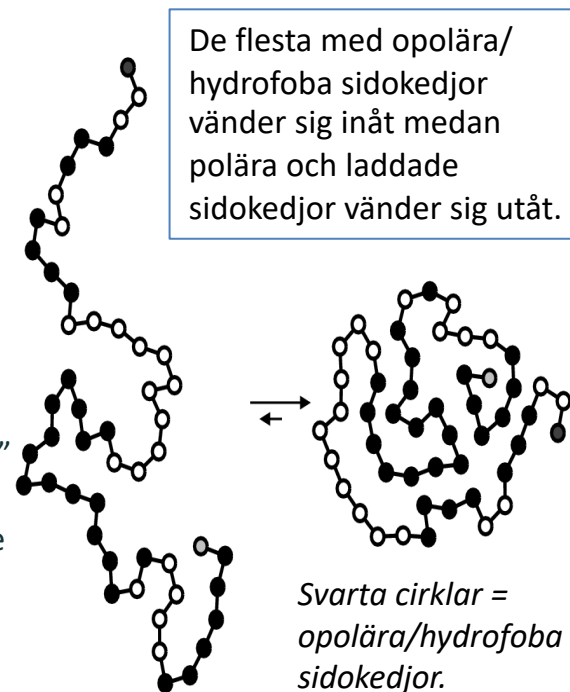 De flesta med opolära/
hydrofoba sidokedjor
vänder sig inåt medan
polära och laddade
sidokedjor vänder sig utåt.
”
e
Svarta cirklar =
opolära/hydrofoba
sidokedjor.